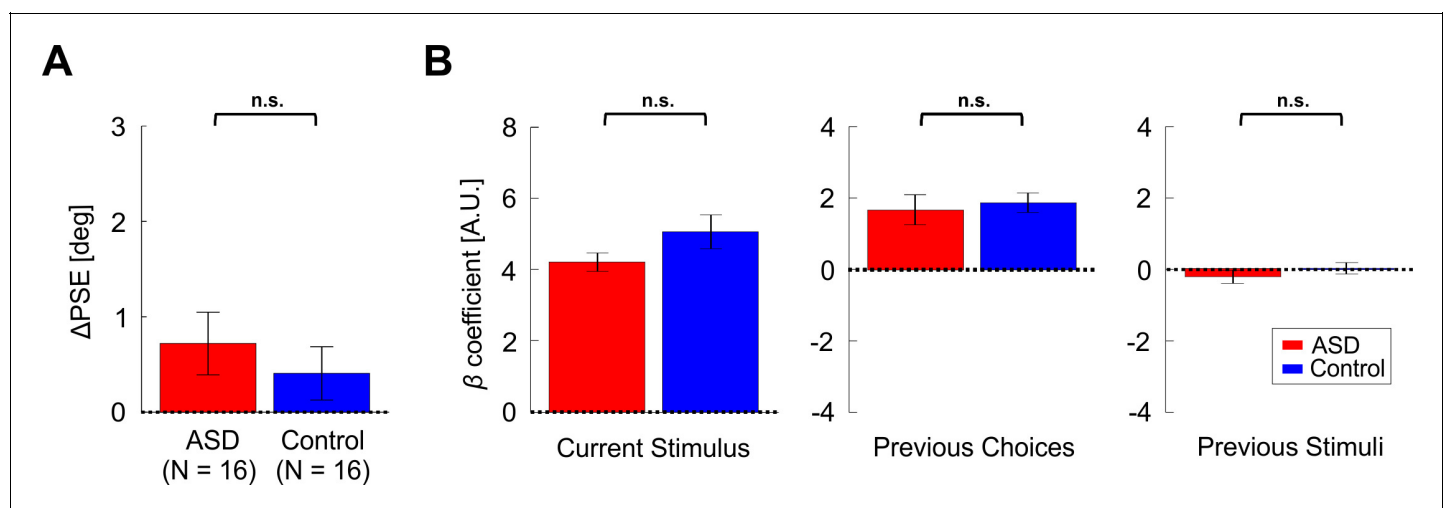 A
n.s.
3
2
1
0
ΔPSE [deg]
ASD
(N = 16)
Control
(N = 16)
B
n.s.
8
6
4
2
0
β coefficient [A.U.]
Current Stimulus
n.s.
4
2
0
-2
-4
Previous Choices
n.s.
4
2
0
-2
-4
ASD
Control
Previous Stimuli